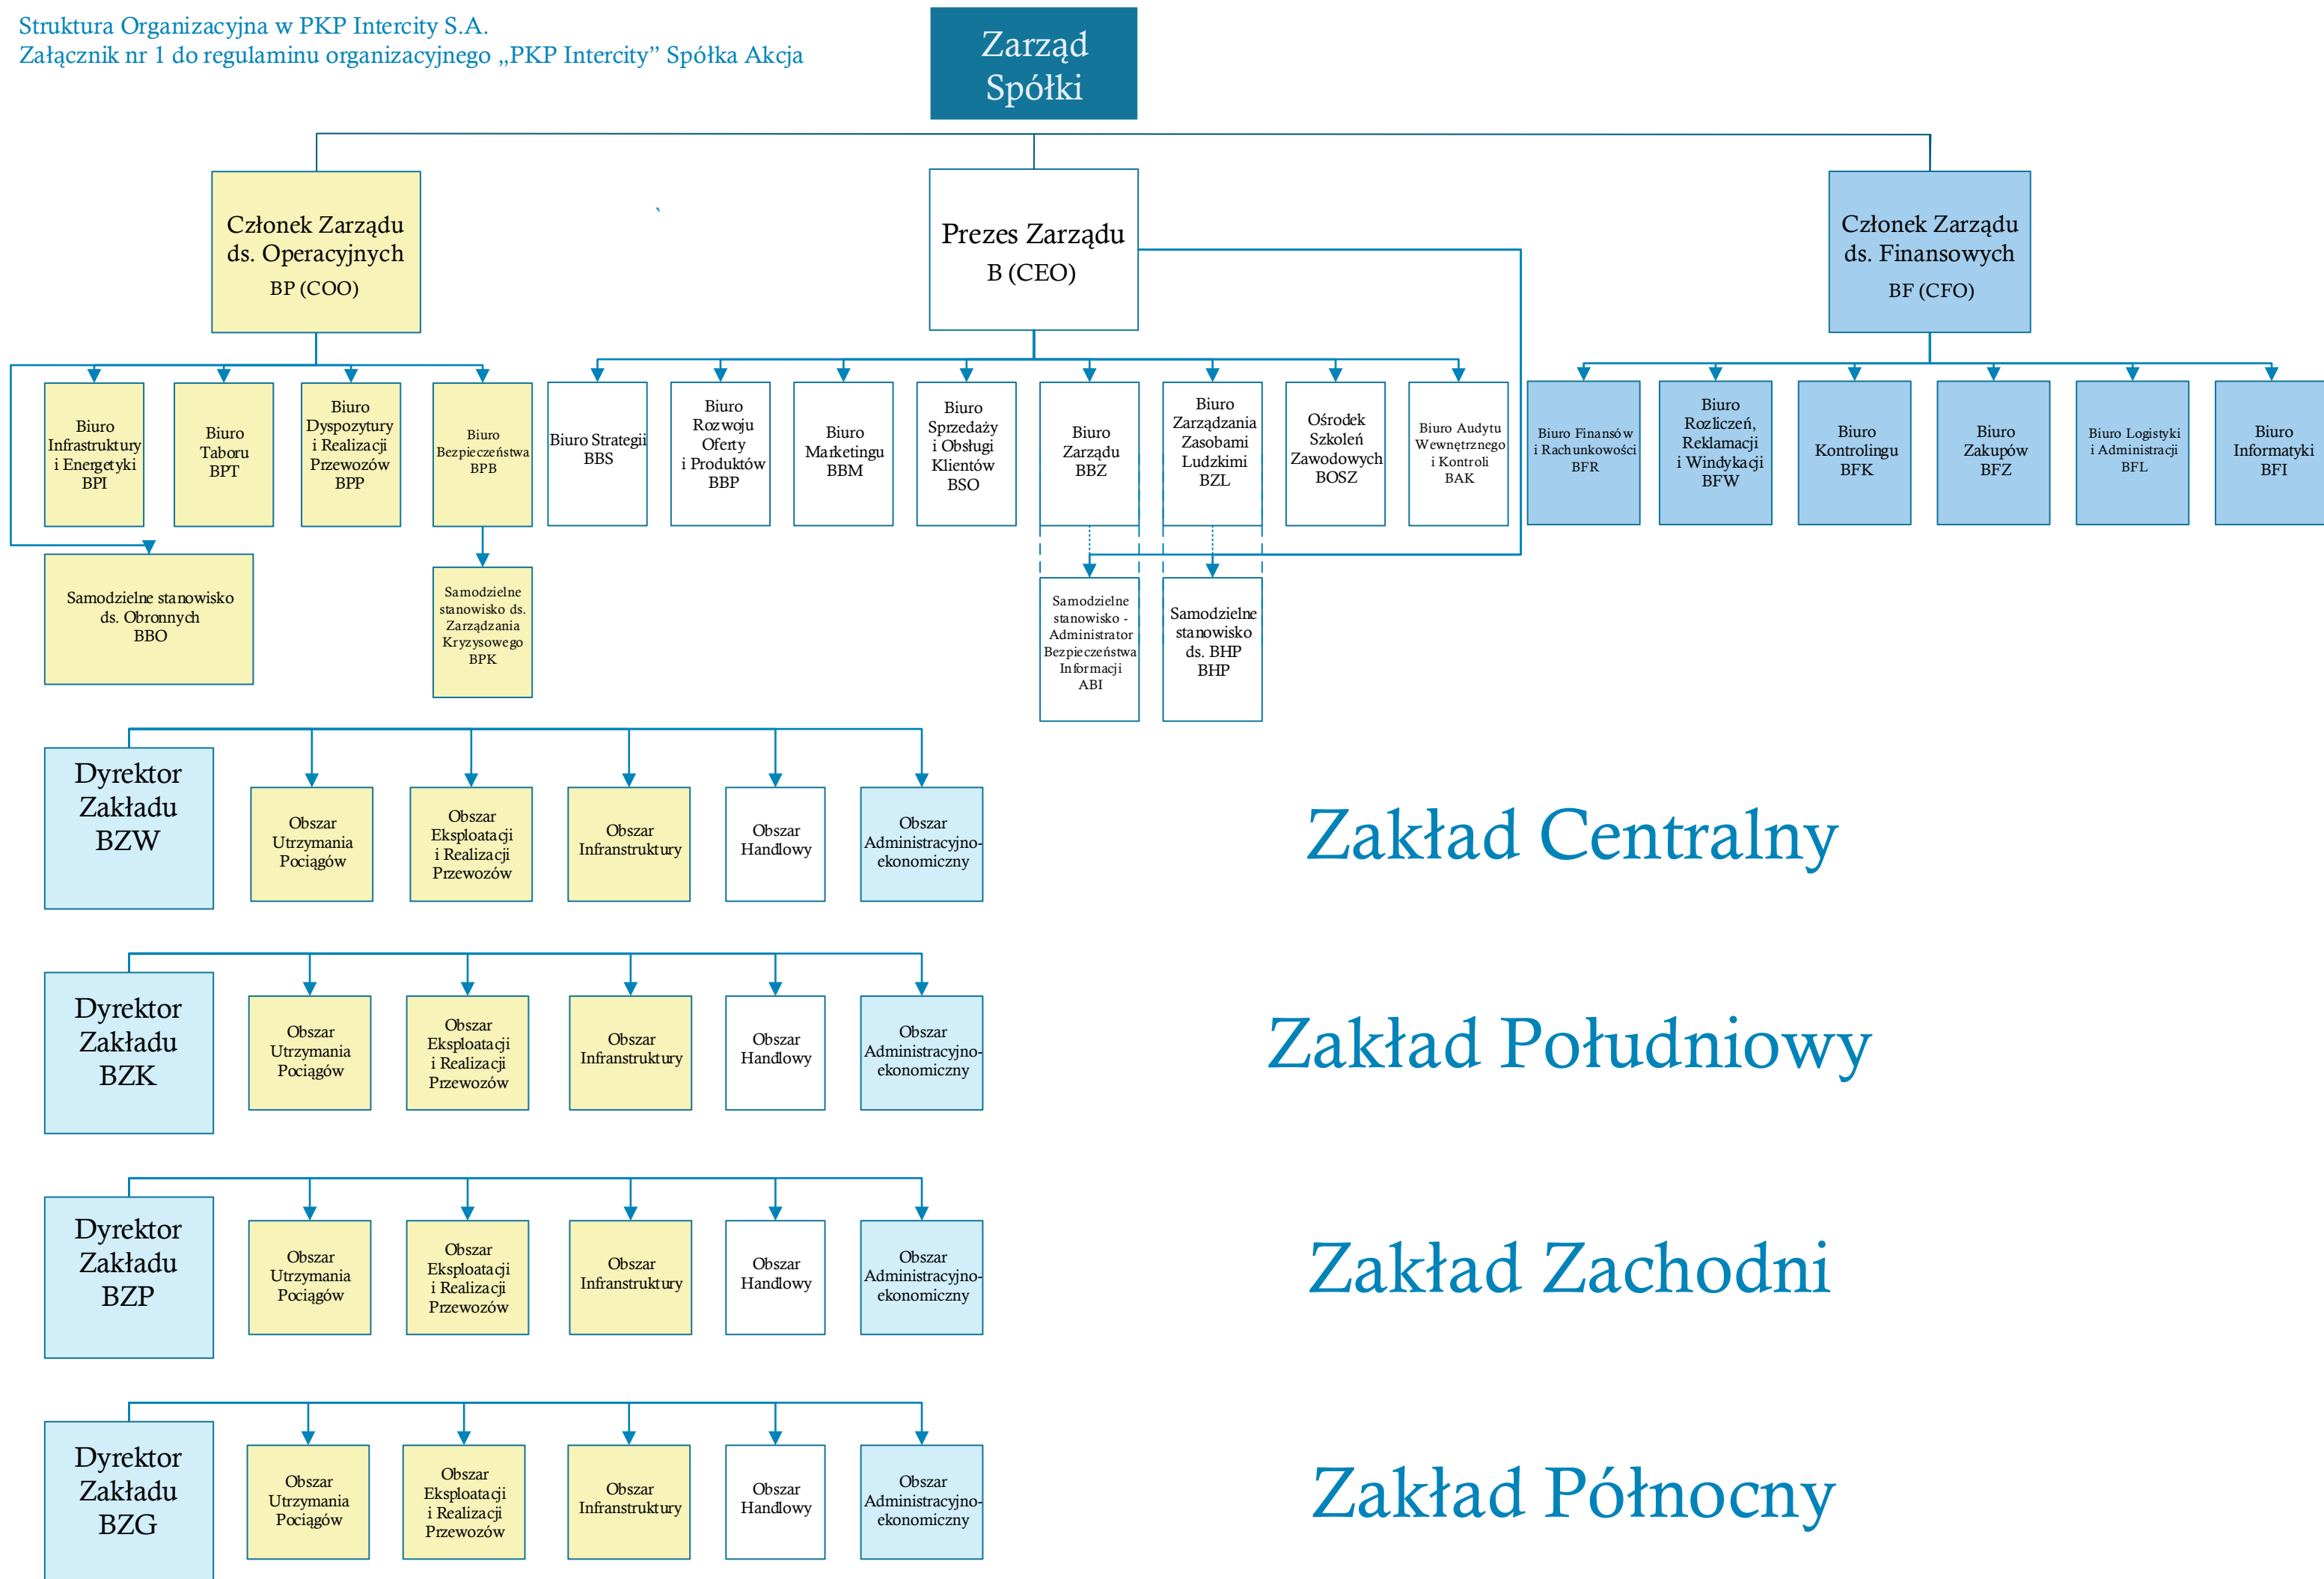 Struktura Organizacyjna w PKP Intercity S.A.
Załącznik nr 1 do regulaminu organizacyjnego „PKP Intercity” Spółka Akcja
Zarząd
Spółki
Członek Zarządu
ds. Operacyjnych
BP (COO)
`
Prezes Zarządu
B (CEO)
Członek Zarządu
ds. Finansowych
BF (CFO)
Biuro
Infrastruktury
i Energetyki
BPI
Biuro
Taboru
BPT
Biuro
Dyspozytury
i Realizacji
Przewozów
BPP
Biuro
Bezpieczeństwa
BPB
Biuro Strategii
BBS
Biuro
Rozwoju
Oferty
i Produktów
BBP
Biuro
Marketingu
BBM
Biuro
Sprzedaży
i Obsługi
Klientów
BSO
Biuro
Zarządu
BBZ
Biuro
Zarządzania
Zasobami
Ludzkimi
BZL
Ośrodek
Szkoleń
Zawodowych
BOSZ
Biuro Audytu
Wewnętrznego
i Kontroli
BAK
Biuro Finansów
i Rachunkowości
BFR
Biuro
Rozliczeń,
Reklamacji
i Windykacji
BFW
Biuro
Kontrolingu
BFK
Biuro
Zakupów
BFZ
Biuro Logistyki
i Administracji
BFL
Biuro
Informatyki
BFI
Samodzielne stanowisko
ds. Obronnych
BBO
Samodzielne
stanowisko ds.
Zarządzania
Kryzysowego
BPK
Samodzielne
stanowisko -
Administrator
Bezpieczeństwa
Informacji
ABI
Samodzielne
stanowisko
ds. BHP
BHP
Dyrektor
Zakładu
BZW
Obszar
Utrzymania
Pociągów
Obszar
Eksploatacji
i Realizacji
Przewozów
Obszar
Infranstruktury
Obszar
Handlowy
Obszar
Administracyjno-
ekonomiczny
Zakład Centralny
Dyrektor
Zakładu
BZK
Obszar
Utrzymania
Pociągów
Obszar
Eksploatacji
i Realizacji
Przewozów
Obszar
Infranstruktury
Obszar
Handlowy
Obszar
Administracyjno-
ekonomiczny
Zakład Południowy
Dyrektor
Zakładu
BZP
Obszar
Utrzymania
Pociągów
Obszar
Eksploatacji
i Realizacji
Przewozów
Obszar
Infranstruktury
Obszar
Handlowy
Obszar
Administracyjno-
ekonomiczny
Zakład Zachodni
Dyrektor
Zakładu
BZG
Obszar
Utrzymania
Pociągów
Obszar
Eksploatacji
i Realizacji
Przewozów
Obszar
Infranstruktury
Obszar
Handlowy
Obszar
Administracyjno-
ekonomiczny
Zakład Północny